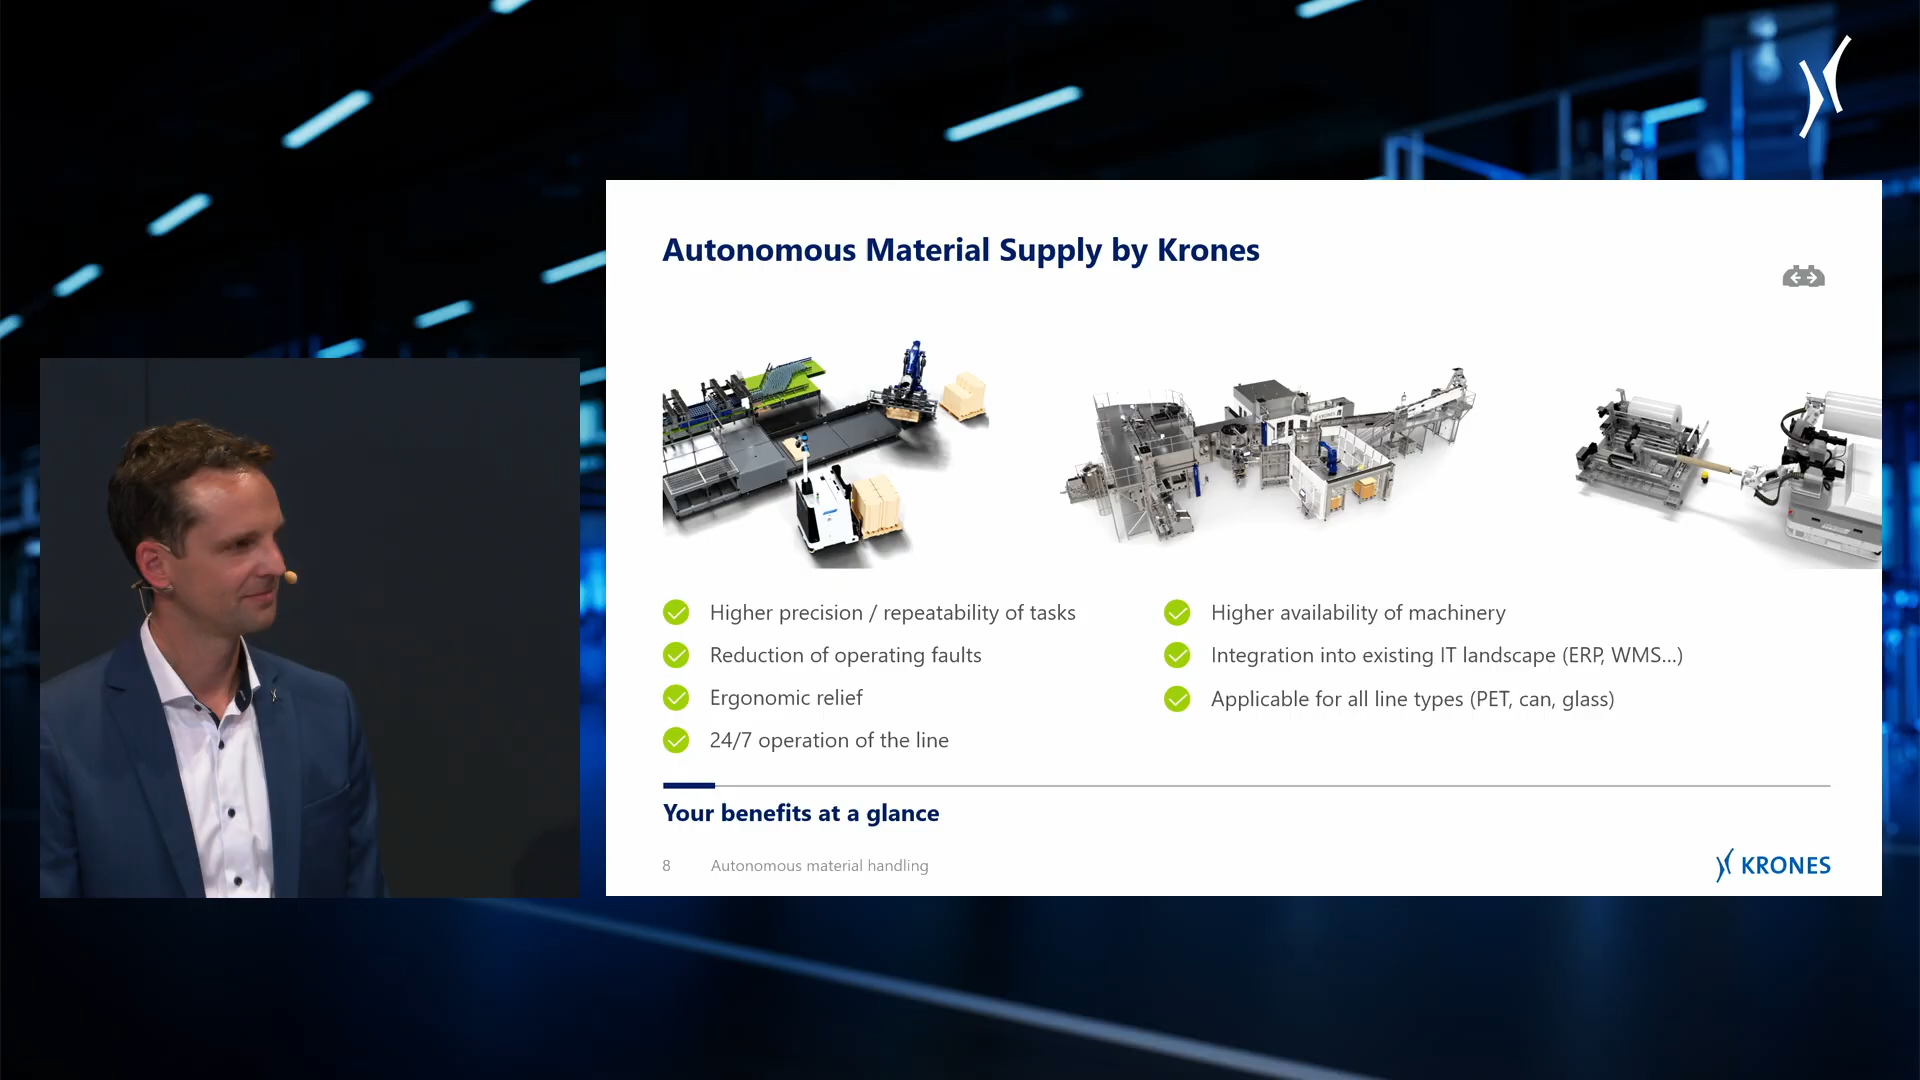 Autonomous Material Supply by Krones
Higher precision / repeatability of tasks
Reduction of operating faults
Ergonomic relief
24/7 operation of the line
Higher availability of machinery
Integration into existing IT landscape (ERP, WMS...)
Applicable for all line types (PET, can, glass)
Your benefits at a glance
8 Autonomous material handling
KRONES